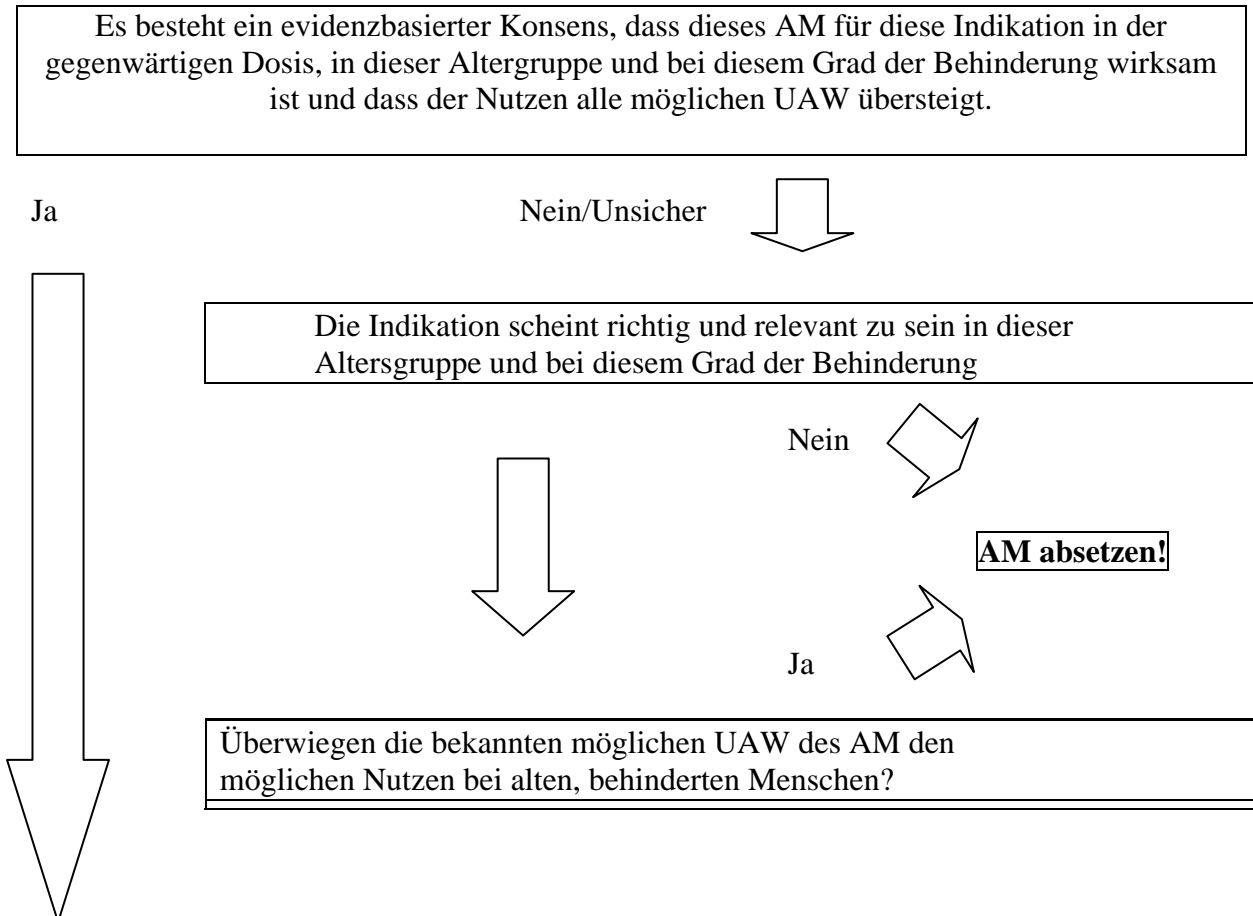 Es besteht ein evidenzbasierter Konsens, dass dieses AM für diese Indikation in der
gegenwärtigen Dosis, in dieser Altergruppe und bei diesem Grad der Behinderung wirksam
ist und dass der Nutzen alle möglichen UAW übersteigt.
Ja
Nein/Unsicher
Die Indikation scheint richtig und relevant zu sein in dieser
Altersgruppe und bei diesem Grad der Behinderung
Nein
AM absetzen!
Ja
Überwiegen die bekannten möglichen UAW des AM den
möglichen Nutzen bei alten, behinderten Menschen?